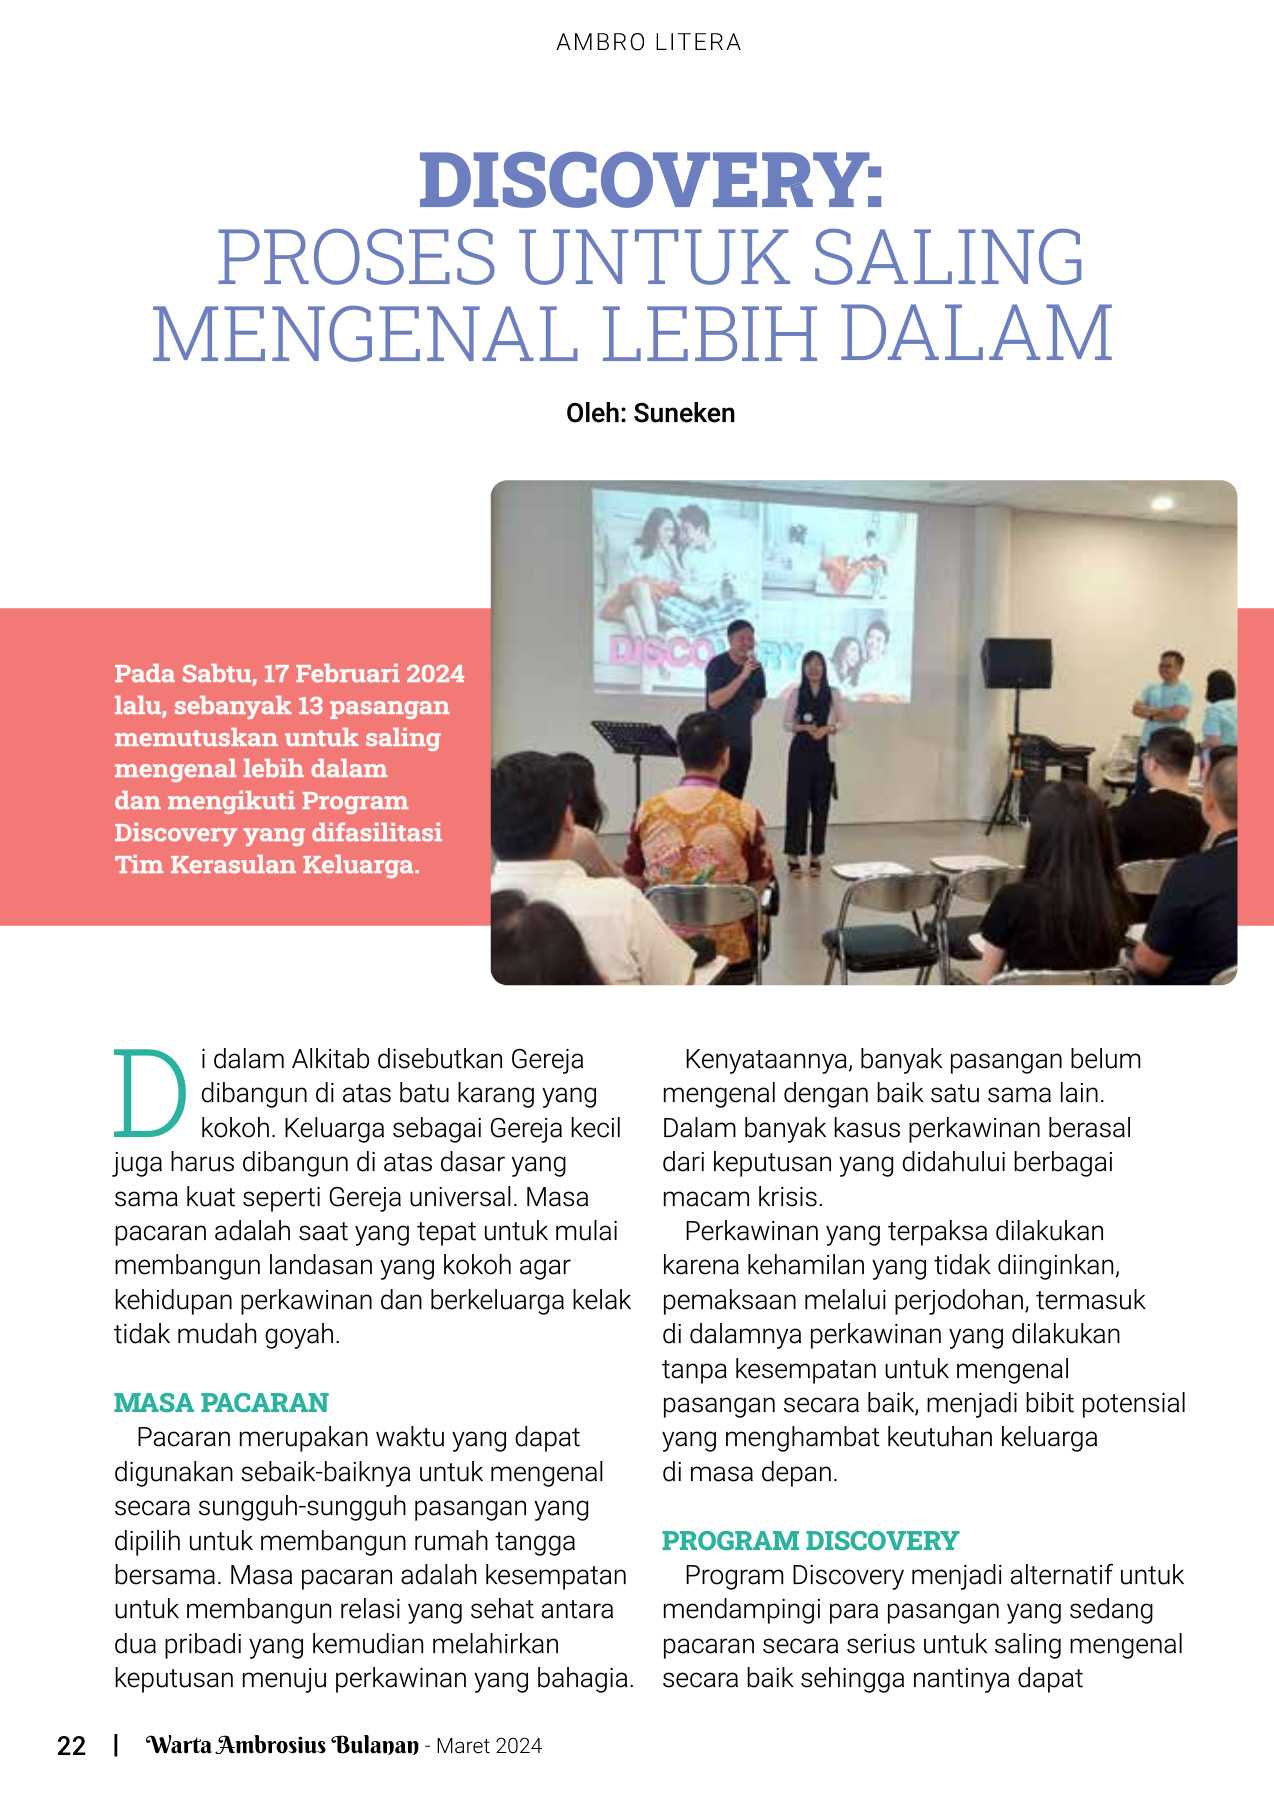 AMBRO LITERA
DISCOVERY:
PROSES UNTUK SALING
MENGENAL LEBIH DALAM
Oleh: Suneken
DISCOVERY
Pada Sabtu, 17 Februari 2024
lalu, sebanyak 13 pasangan
memutuskan untuk saling
mengenal lebih dalam
dan mengikuti Program
Discovery yang difasilitasi
Tim Kerasulan Keluarga.
Di dalam Alkitab disebutkan Gereja
dibangun di atas batu karang yang
kokoh. Keluarga sebagai Gereja kecil
juga harus dibangun di atas dasar yang
sama kuat seperti Gereja universal. Masa
pacaran adalah saat yang tepat untuk mulai
membangun landasan yang kokoh agar
kehidupan perkawinan dan berkeluarga kelak
tidak mudah goyah.
MASA PACARAN
Pacaran merupakan waktu yang dapat
digunakan sebaik-baiknya untuk mengenal
secara sungguh-sungguh pasangan yang
dipilih untuk membangun rumah tangga
bersama. Masa pacaran adalah kesempatan
untuk membangun relasi yang sehat antara
dua pribadi yang kemudian melahirkan
keputusan menuju perkawinan yang bahagia.
Kenyataannya, banyak pasangan belum
mengenal dengan baik satu sama lain.
Dalam banyak kasus perkawinan berasal
dari keputusan yang didahului berbagai
macam krisis.
Perkawinan yang terpaksa dilakukan
karena kehamilan yang tidak diinginkan,
pemaksaan melalui perjodohan, termasuk
di dalamnya perkawinan yang dilakukan
tanpa kesempatan untuk mengenal
pasangan secara baik, menjadi bibit potensial
yang menghambat keutuhan keluarga
di masa depan.
PROGRAM DISCOVERY
Program Discovery menjadi alternatif untuk
mendampingi para pasangan yang sedang
pacaran secara serius untuk saling mengenal
secara baik sehingga nantinya dapat
22 | Warta Ambrosius Bulanan - Maret 2024